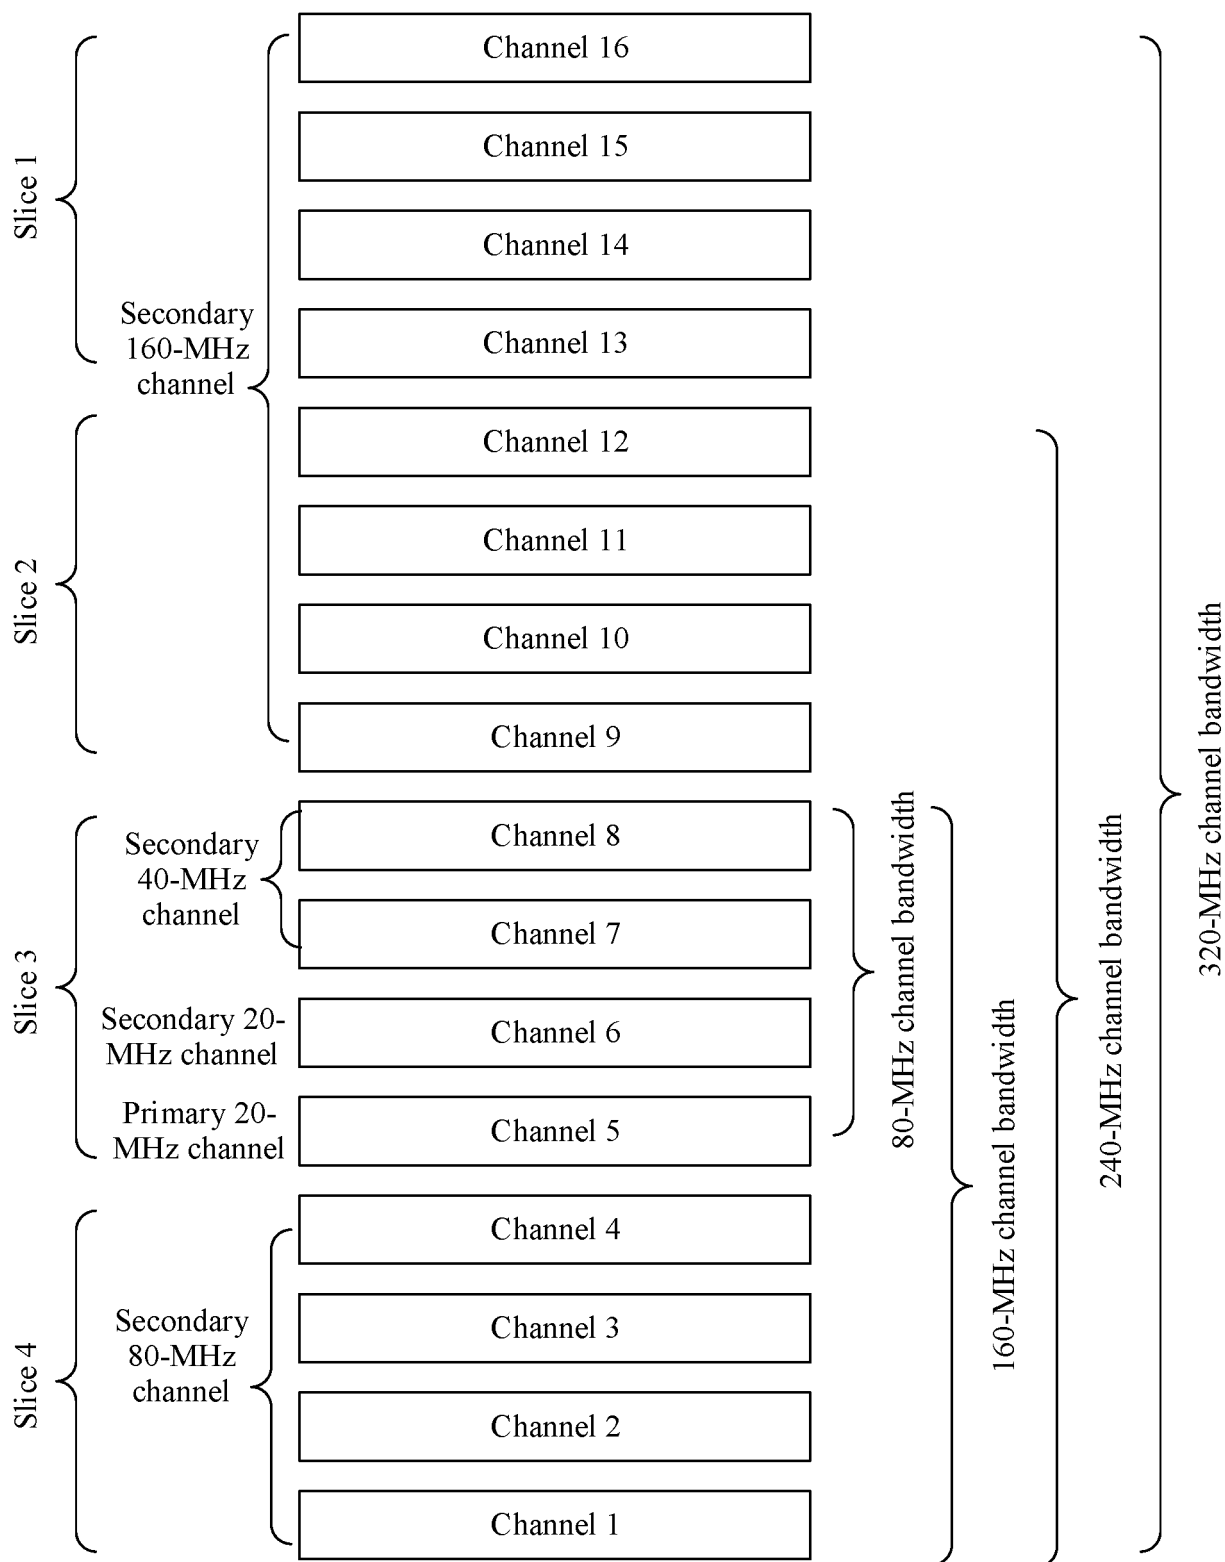 Channel 16
Channel 15
Slice 1
Channel 14
Secondary
160-MHz
channel
Channel 13
Channel 12
Channel 11
Slice 2
Channel 10
Channel 9
320-MHz channel bandwidth
Secondary
40-MHz
channel
Channel 8
Channel 7
80-MHz channel bandwidth
240-MHz channel bandwidth
Slice 3
Secondary 20-
MHz channel
Channel 6
Primary 20-
MHz channel
Channel 5
160-MHz channel bandwidth
Channel 4
Secondary
80-MHz
channel
Channel 3
Slice 4
Channel 2
Channel 1